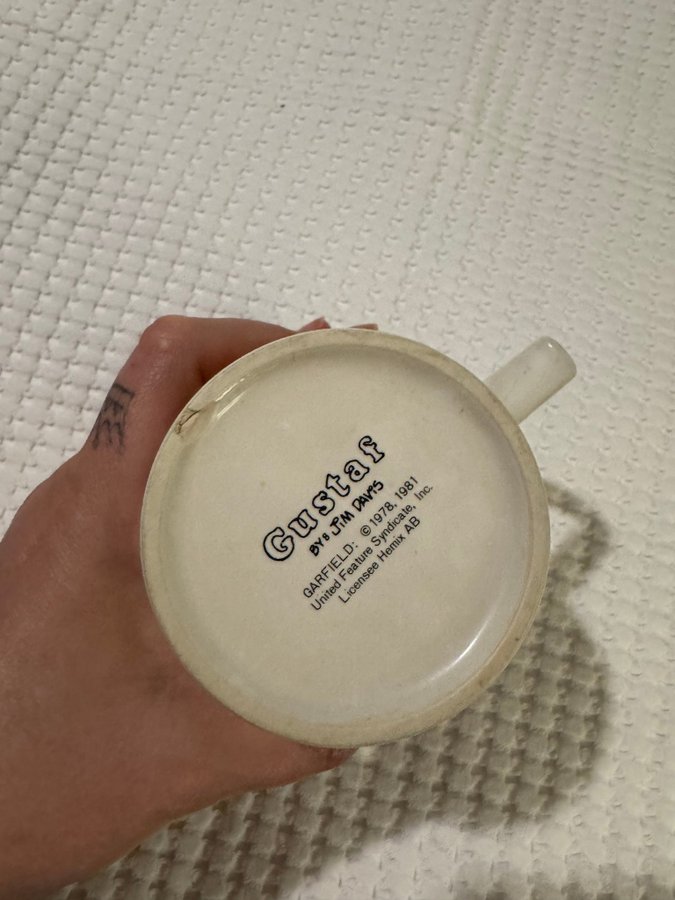 Gustaf
BY: JIM DAVIS
GARFIELD: © 1978, 1981
United Feature Syndicate, Inc.
Licensee Hemix AB